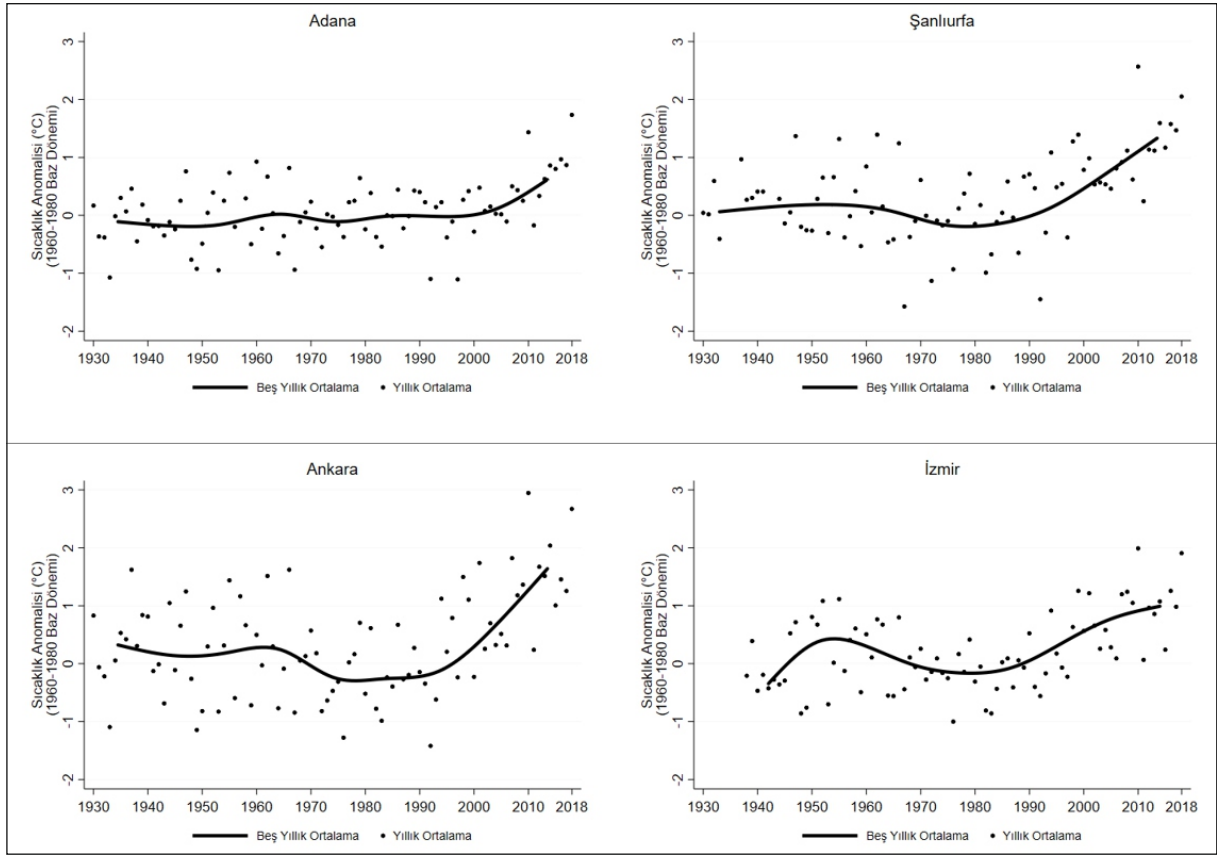 Adana
Sıcaklık Anomalisi (°C)
(1960-1980 Baz Dönemi)
3
2
1
0
-1
-2
1930 1940 1950 1960 1970 1980 1990 2000 2010 2018
Beş Yıllık Ortalama Yıllık Ortalama
Şanlıurfa
Sıcaklık Anomalisi (°C)
(1960-1980 Baz Dönemi)
3
2
1
0
-1
-2
1930 1940 1950 1960 1970 1980 1990 2000 2010 2018
Beş Yıllık Ortalama Yıllık Ortalama
Ankara
Sıcaklık Anomalisi (°C)
(1960-1980 Baz Dönemi)
3
2
1
0
-1
-2
1930 1940 1950 1960 1970 1980 1990 2000 2010 2018
Beş Yıllık Ortalama Yıllık Ortalama
İzmir
Sıcaklık Anomalisi (°C)
(1960-1980 Baz Dönemi)
3
2
1
0
-1
-2
1930 1940 1950 1960 1970 1980 1990 2000 2010 2018
Beş Yıllık Ortalama Yıllık Ortalama